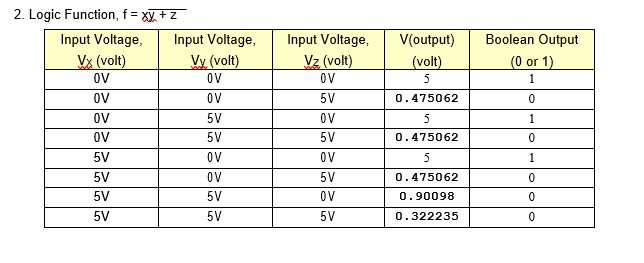 2. Logic Function, f = xy + z
Input Voltage, Vx (volt) Input Voltage, Vy (volt) Input Voltage, Vz (volt) V(output) (volt) Boolean Output (0 or 1)
0V 0V 0V 5 1
0V 0V 5V 0.475062 0
0V 5V 0V 5 1
0V 5V 5V 0.475062 0
5V 0V 0V 5 1
5V 0V 5V 0.475062 0
5V 5V 0V 0.90098 0
5V 5V 5V 0.322235 0